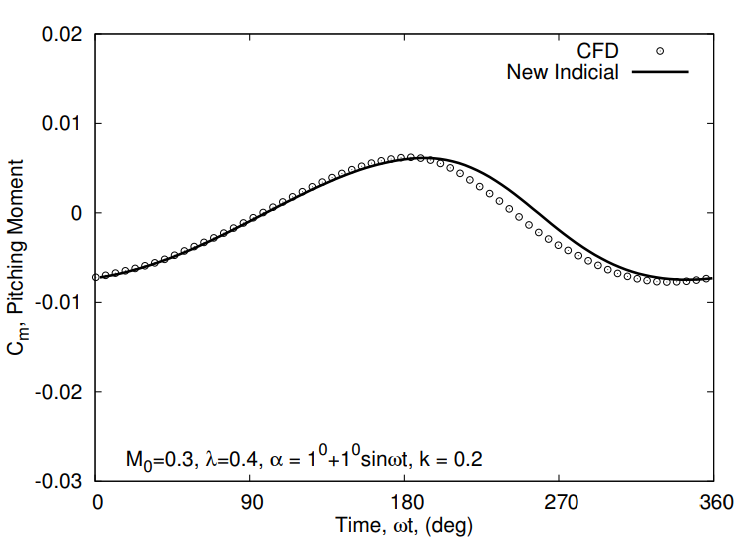 0.02
CFD
New Indicial
0.01
0
-0.01
-0.02
-0.03
C_m, Pitching Moment
M_0=0.3, λ=0.4, α = 1^0+1^0sinωt, k = 0.2
0 90 180 270 360
Time, ωt, (deg)